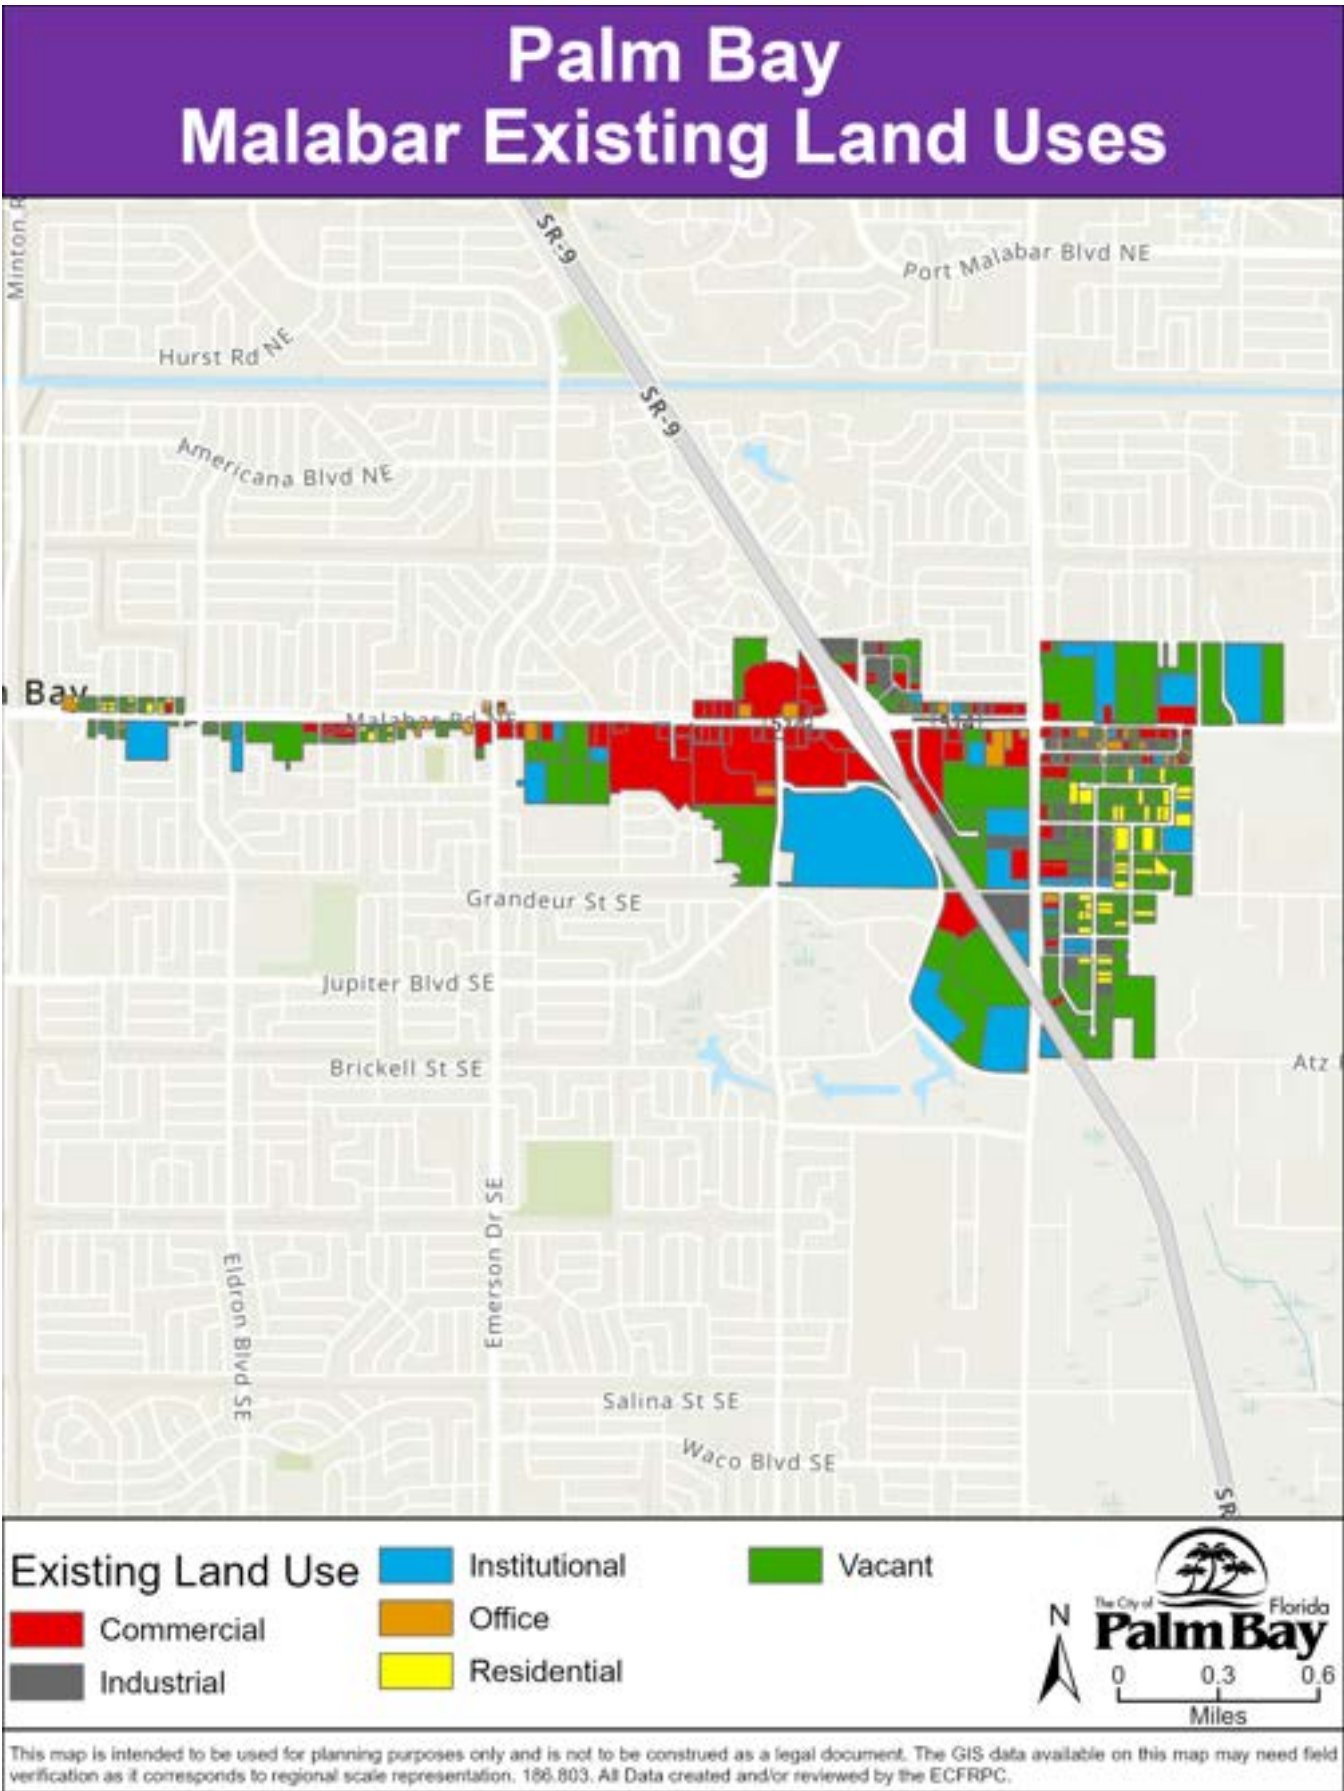 Palm Bay
Malabar Existing Land Uses
SR-9
Port Malabar Blvd NE
Minton R
Hurst Rd NE
SR-9
Americana Blvd NE
Bay
Malabar Rd NE
Grandeur St SE
Jupiter Blvd SE
Brickell St SE
Atz
Emerson Dr SE
Eldron Blvd SE
Salina St SE
Waco Blvd SE
SR
Existing Land Use
Commercial
Industrial
Institutional
Office
Residential
Vacant
N
The City of
Florida
Palm Bay
0 0.3 0.6
Miles
This map is intended to be used for planning purposes only and is not to be construed as a legal document. The GIS data available on this map may need field
verification as it corresponds to regional scale representation. 186.803. All Data created and/or reviewed by the ECFRPC.